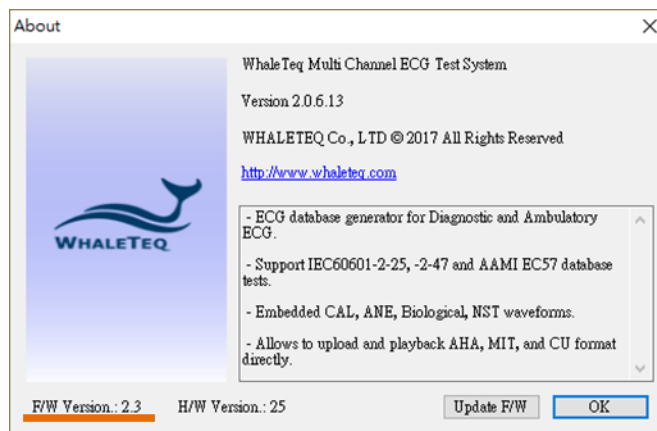 About
WhaleTeq Multi Channel ECG Test System
Version 2.0.6.13
WHALETEQ Co., LTD © 2017 All Rights Reserved
http://www.whaleteq.com
WHALETEQ
- ECG database generator for Diagnostic and Ambulatory
ECG.
- Support IEC60601-2-25, -2-47 and AAMI EC57 database
tests.
- Embedded CAL, ANE, Biological, NST waveforms.
- Allows to upload and playback AHA, MIT, and CU format
directly.
F/W Version.: 2.3 H/W Version.: 25 Update F/W OK